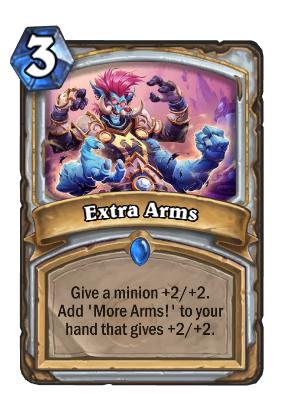 3
Extra Arms
Give a minion +2/+2.
Add 'More Arms!' to your
hand that gives +2/+2.